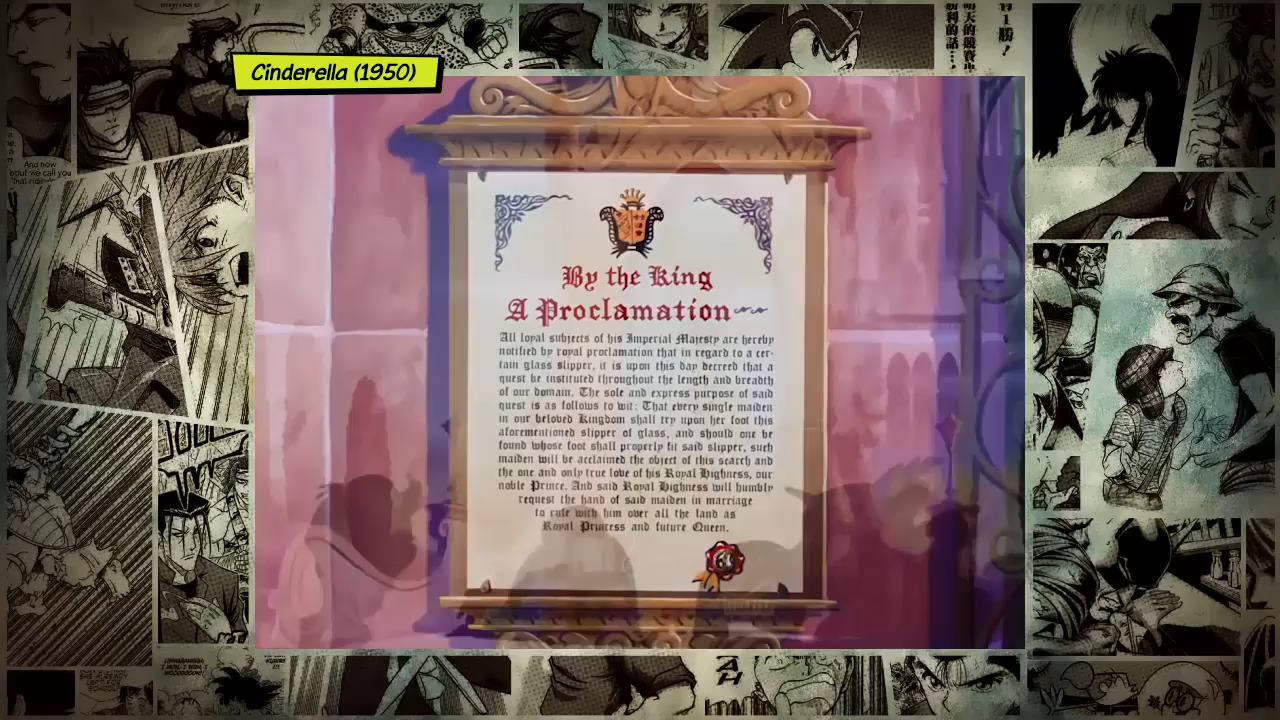 Cinderella (1950)
By the King
A Proclamation
All loyal subjects of his Imperial Majesty are hereby
notified by royal proclamation that in regard to a cer-
tain glass slipper, it is upon this day decreed that a
quest be instituted throughout the length and breadth
of our domain. The sole and express purpose of said
quest is as follows to wit: That every single maiden
in our beloved Kingdom shall try upon her foot this
aforementioned slipper of glass, and should one be
found whose foot shall properly fit said slipper, such
maiden will be acclaimed the object of this search and
the one and only true love of his Royal Highness, our
noble Prince. And said Royal Highness will humbly
request the hand of said maiden in marriage
to rule with him over all the land as
Royal Princess and future Queen.
And now